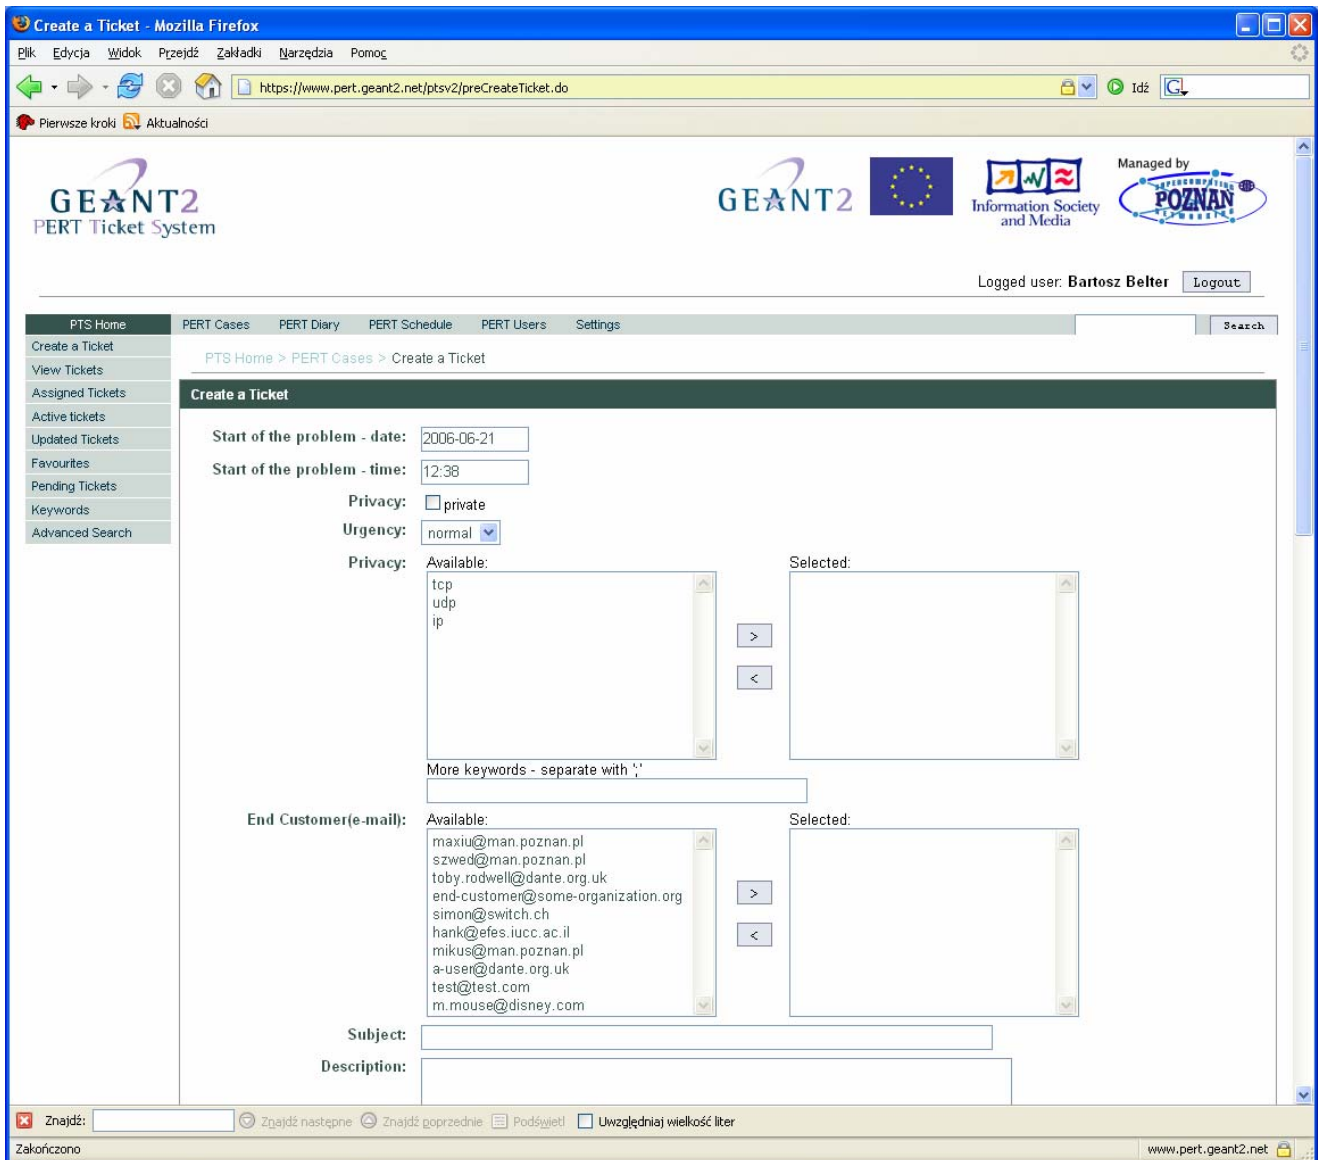 Create a Ticket - Mozilla Firefox
Plik Edycja Widok Przejdź Zakładki Narzędzia Pomoc
https://www.pert.geant2.net/ptsv2/preCreateTicket.do Idź G
Pierwsze kroki Aktualności
GEANT2
PERT Ticket System
GEANT2
Information Society
and Media
Managed by
SUPERCOMPUTING
POZNAN
NETWORKING
Logged user: Bartosz Belter Logout
PTS Home PERT Cases PERT Diary PERT Schedule PERT Users Settings Search
Create a Ticket
View Tickets
Assigned Tickets
Active tickets
Updated Tickets
Favourites
Pending Tickets
Keywords
Advanced Search
PTS Home > PERT Cases > Create a Ticket
Create a Ticket
Start of the problem - date: 2006-06-21
Start of the problem - time: 12:38
Privacy: private
Urgency: normal
Privacy: Available: Selected:
tcp
udp
ip
>
<
More keywords - separate with ';'
End Customer(e-mail): Available: Selected:
maxiu@man.poznan.pl
szwed@man.poznan.pl
toby.rodwell@dante.org.uk
end-customer@some-organization.org
simon@switch.ch
hank@efes.iucc.ac.il
mikus@man.poznan.pl
a-user@dante.org.uk
test@test.com
m.mouse@disney.com
>
<
Subject:
Description:
Znajdź: Znajdź następne Znajdź poprzednie Podświetl Uwzględniaj wielkość liter
Zakończono www.pert.geant2.net